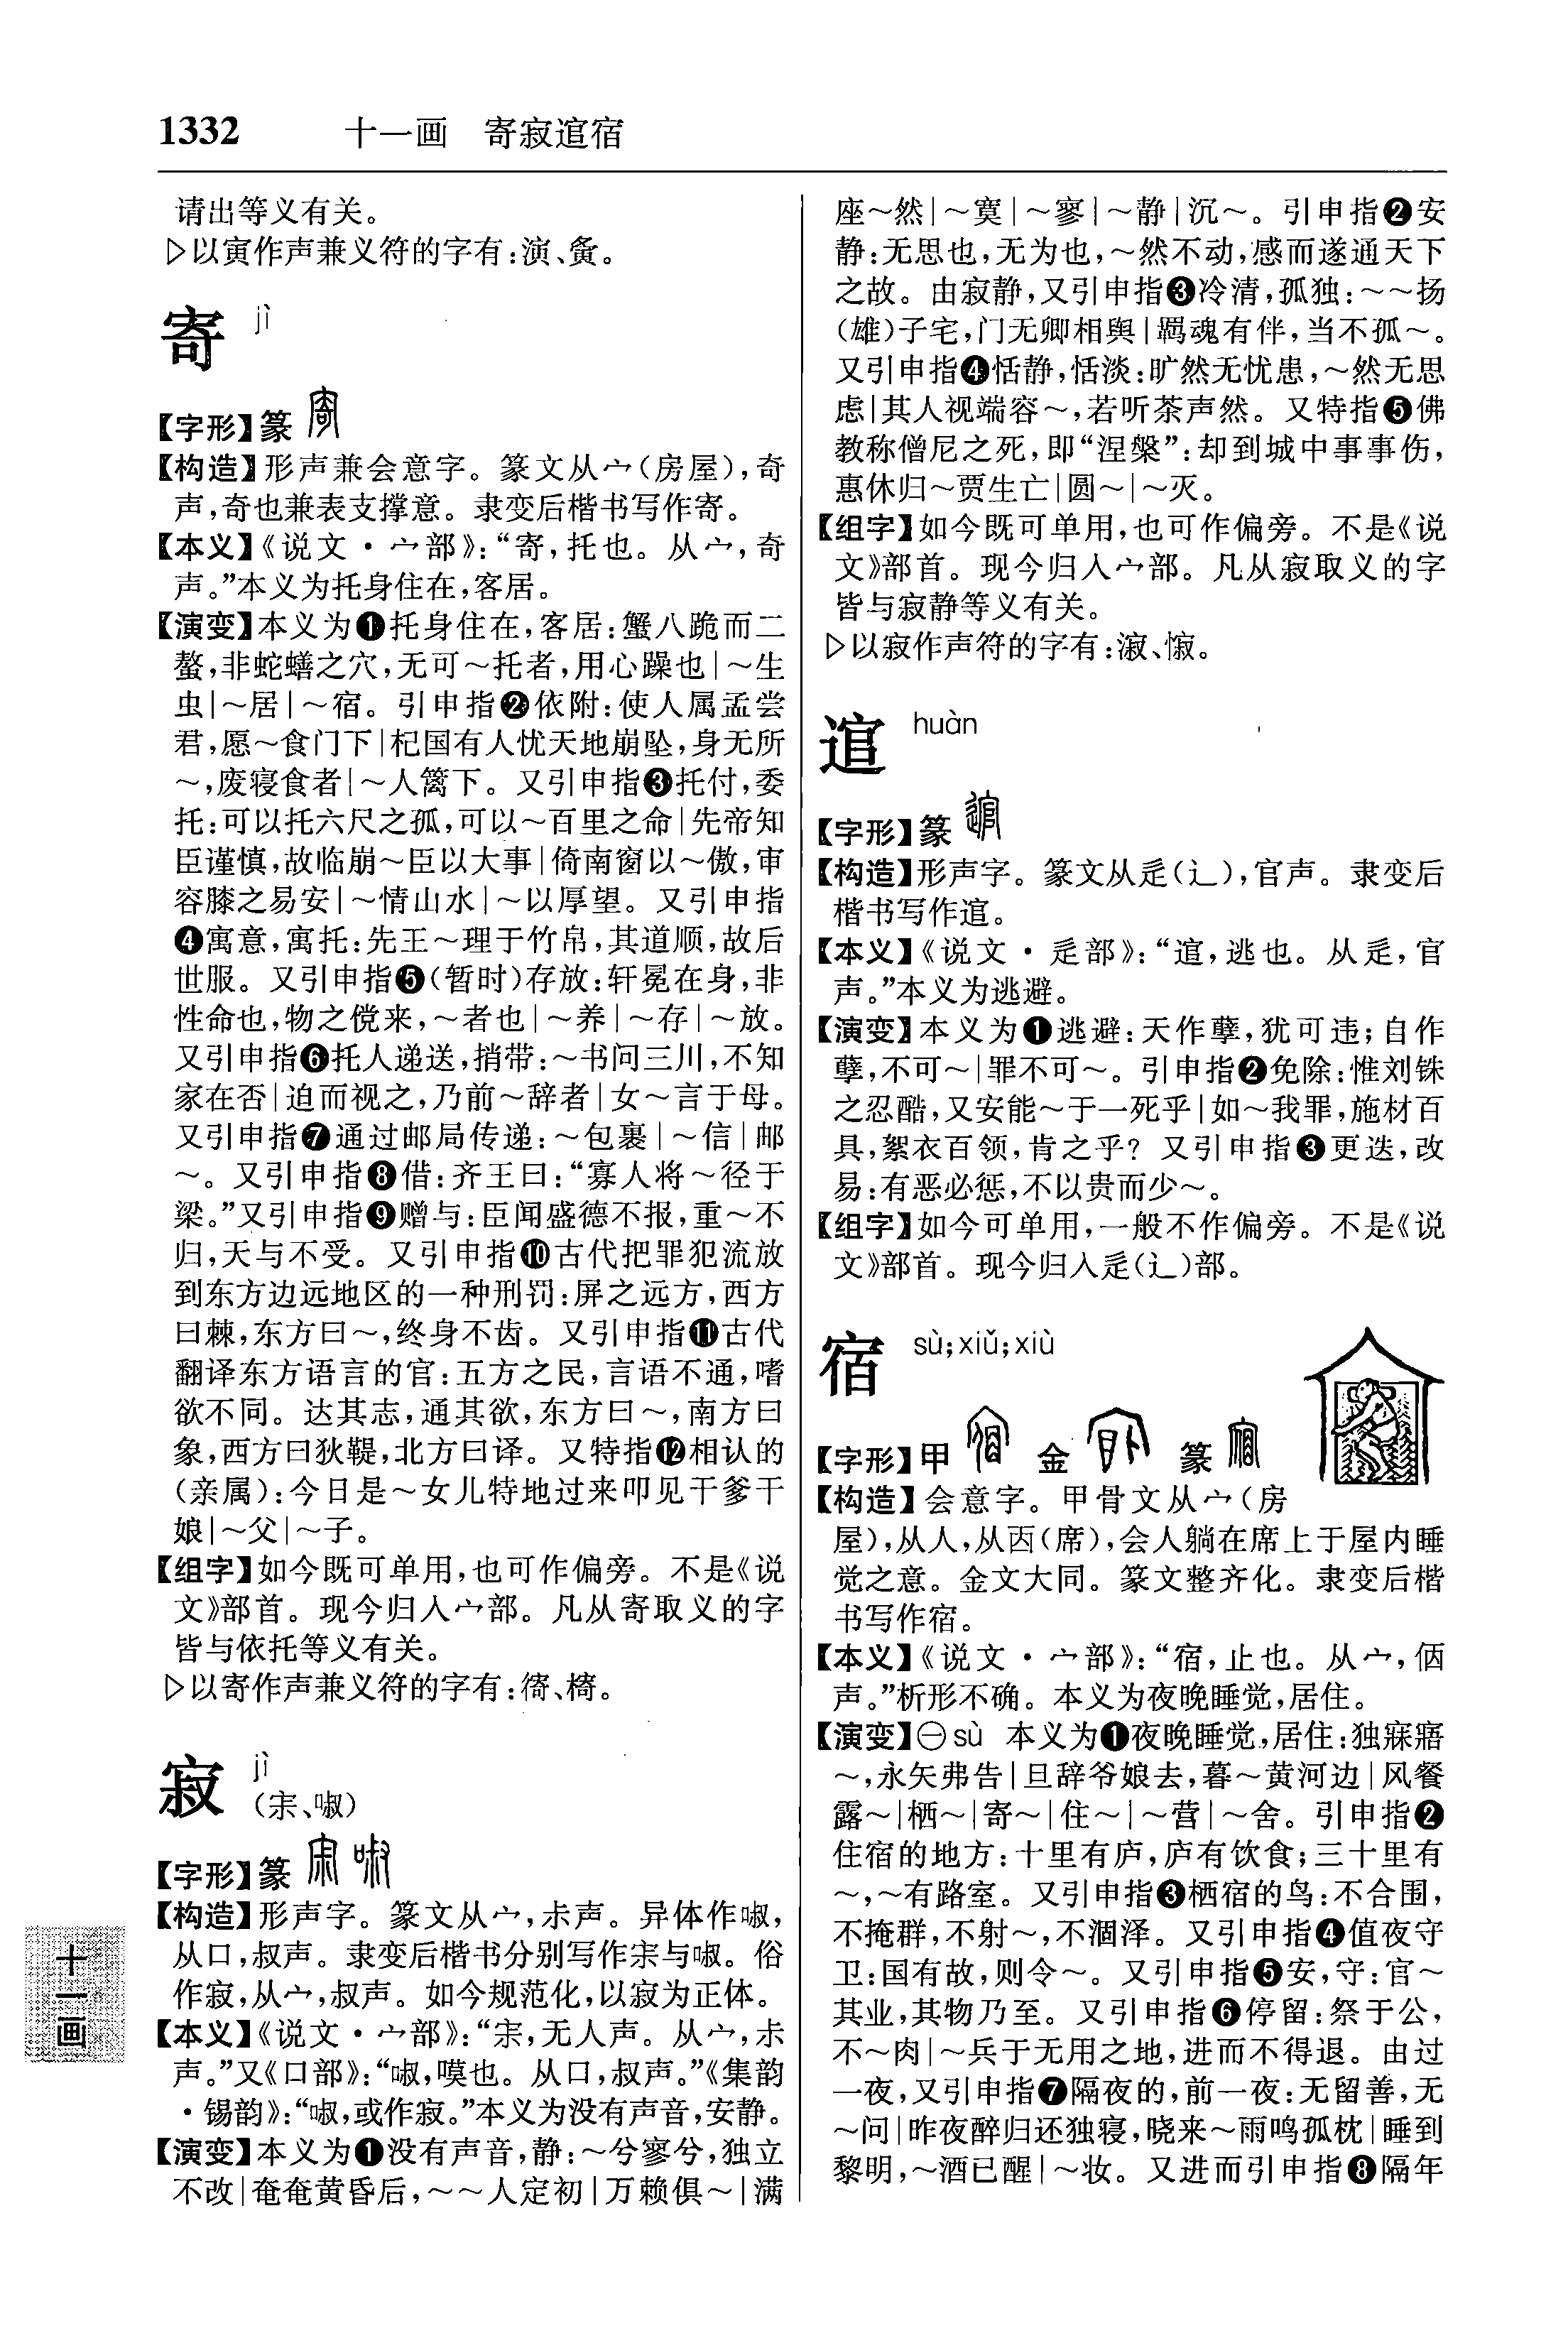 1332 十一画 寄寂逭宿
请出等义有关。
▷以寅作声兼义符的字有:演、夤。
寄 jì
【字形】篆
【构造】形声兼会意字。篆文从宀(房屋),奇
声,奇也兼表支撑意。隶变后楷书写作寄。
【本义】《说文·宀部》:“寄,托也。从宀,奇
声。”本义为托身住在,客居。
【演变】本义为❶托身住在,客居:蟹八跪而二
螯,非蛇蟮之穴,无可～托者,用心躁也|～生
虫|～居|～宿。引申指❷依附:使人属孟尝
君,愿～食门下|杞国有人忧天地崩坠,身无所
～,废寝食者|～人篱下。又引申指❸托付,委
托:可以托六尺之孤,可以～百里之命|先帝知
臣谨慎,故临崩～臣以大事|倚南窗以～傲,审
容膝之易安|～情山水|～以厚望。又引申指
❹寓意,寓托:先王～理于竹帛,其道顺,故后
世服。又引申指❺(暂时)存放:轩冕在身,非
性命也,物之傥来,～者也|～养|～存|～放。
又引申指❻托人递送,捎带:～书问三川,不知
家在否|迫而视之,乃前～辞者|女～言于母。
又引申指❼通过邮局传递:～包裹|～信|邮
～。又引申指❽借:齐王曰:“寡人将～径于
梁。”又引申指❾赠与:臣闻盛德不报,重～不
归,天与不受。又引申指❿古代把罪犯流放
到东方边远地区的一种刑罚:屏之远方,西方
曰棘,东方曰～,终身不齿。又引申指⓫古代
翻译东方语言的官:五方之民,言语不通,嗜
欲不同。达其志,通其欲,东方曰～,南方曰
象,西方曰狄鞮,北方曰译。又特指⓬相认的
(亲属):今日是～女儿特地过来叩见干爹干
娘|～父|～子。
【组字】如今既可单用,也可作偏旁。不是《说
文》部首。现今归入宀部。凡从寄取义的字
皆与依托等义有关。
▷以寄作声兼义符的字有:徛、㯕。
寂 jì
(宗、㖞)
【字形】篆
【构造】形声字。篆文从宀,尗声。异体作㗼,
从口,叔声。隶变后楷书分别写作宋与㗼。俗
作寂,从宀,叔声。如今规范化,以寂为正体。
【本义】《说文·宀部》:“宋,无人声。从宀,尗
声。”又《口部》:“㗼,嘆也。从口,叔声。”《集韵
·锡韵》:“㗼,或作寂。”本义为没有声音,安静。
【演变】本义为❶没有声音,静:～兮寥兮,独立
不改|奄奄黄昏后,～～人定初|万赖俱～|满
座～然|～寞|～寥|～静|沉～。引申指❷安
静:无思也,无为也,～然不动,感而遂通天下
之故。由寂静,又引申指❸冷清,孤独:～～扬
(雄)子宅,门无卿相舆|羁魂有伴,当不孤～。
又引申指❹恬静,恬淡:旷然无忧患,～然无思
虑|其人视端容～,若听茶声然。又特指❺佛
教称僧尼之死,即“涅槃”:却到城中事事伤,
惠休归～贾生亡|圆～|～灭。
【组字】如今既可单用,也可作偏旁。不是《说
文》部首。现今归入宀部。凡从寂取义的字
皆与寂静等义有关。
▷以寂作声符的字有:
逭 huàn
【字形】篆
【构造】形声字。篆文从辵(辶),官声。隶变后
楷书写作逭。
【本义】《说文·辵部》:“逭,逃也。从辵,官
声。”本义为逃避。
【演变】本义为❶逃避:天作孽,犹可违;自作
孽,不可～|罪不可～。引申指❷免除:惟刘铢
之忍酷,又安能～于一死乎|如～我罪,施材百
具,絮衣百领,肯之乎?又引申指❸更迭,改
易:有恶必惩,不以贵而少～。
【组字】如今可单用,一般不作偏旁。不是《说
文》部首。现今归入辵(辶)部。
宿 sù;xiǔ;xiù
【字形】甲 金 篆
【构造】会意字。甲骨文从宀(房
屋),从人,从㐁(席),会人躺在席上于屋内睡
觉之意。金文大同。篆文整齐化。隶变后楷
书写作宿。
【本义】《说文·宀部》:“宿,止也。从宀,㐰
声。”析形不确。本义为夜晚睡觉,居住。
【演变】㊀sù 本义为❶夜晚睡觉,居住:独寐寤
～,永矢弗告|旦辞爷娘去,暮～黄河边|风餐
露～|栖～|寄～|住～|～营|～舍。引申指❷
住宿的地方:十里有庐,庐有饮食;三十里有
～,～有路室。又引申指❸栖宿的鸟:不合围,
不掩群,不射～,不涸泽。又引申指❹值夜守
卫:国有故,则令～。又引申指❺安,守:官～
其业,其物乃至。又引申指❻停留:祭于公,
不～肉|～兵于无用之地,进而不得退。由过
一夜,又引申指❼隔夜的,前一夜:无留善,无
～问|昨夜醉归还独寝,晓来～雨鸣孤枕|睡到
黎明,～酒已醒|～妆。又进而引申指❽隔年
十一画